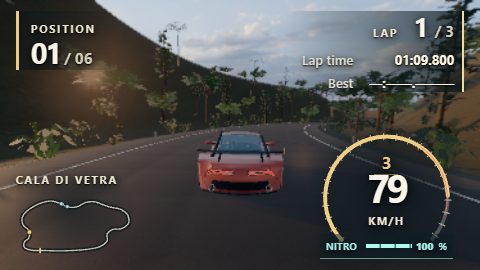 POSITION
01 / 06
LAP 1 / 3
Lap time 01:09.800
Best --:--.---
CALA DI VETRA
3
79
KM/H
NITRO 100 %